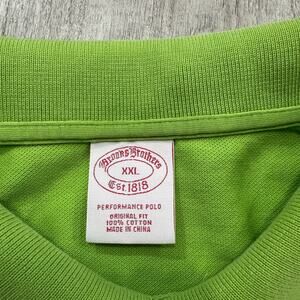 Brooks Brothers
XXL
Est. 1818
PERFORMANCE POLO
ORIGINAL FIT
100% COTTON
MADE IN CHINA